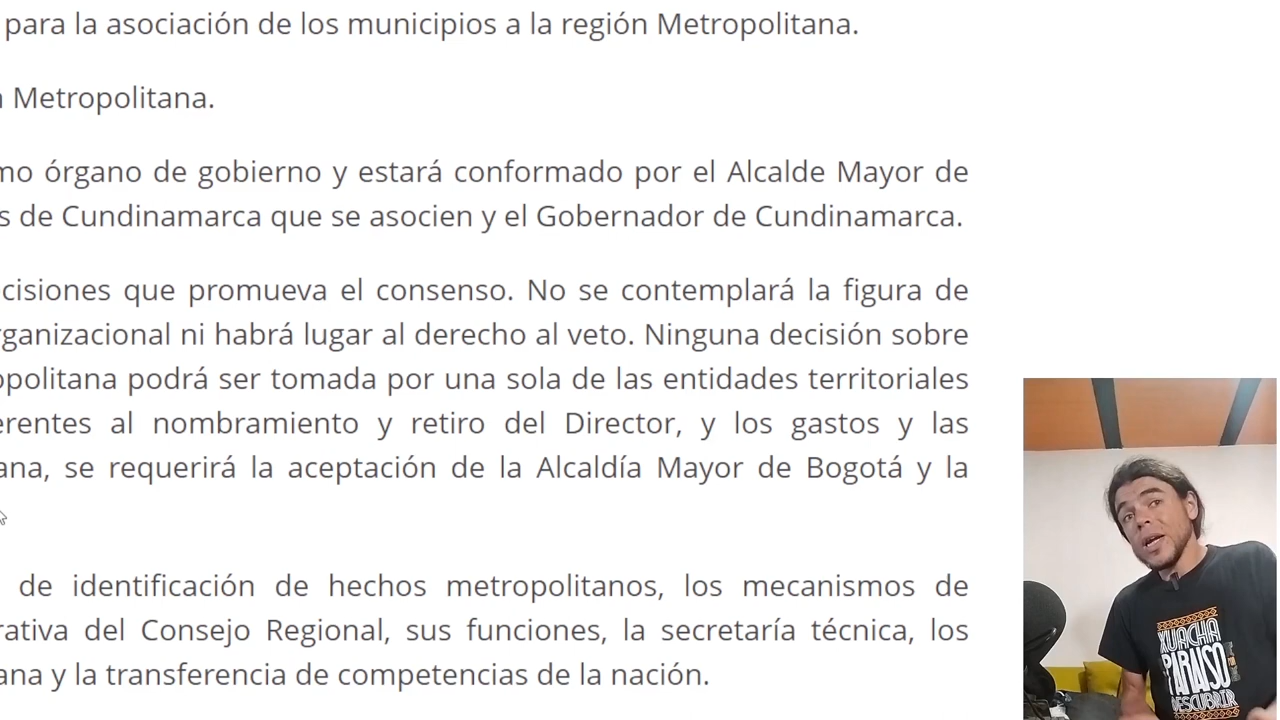 para la asociación de los municipios a la región Metropolitana.
Metropolitana.
mo órgano de gobierno y estará conformado por el Alcalde Mayor de
s de Cundinamarca que se asocien y el Gobernador de Cundinamarca.
cisiones que promueva el consenso. No se contemplará la figura de
rganizacional ni habrá lugar al derecho al veto. Ninguna decisión sobre
opolitana podrá ser tomada por una sola de las entidades territoriales
erentes al nombramiento y retiro del Director, y los gastos y las
ana, se requerirá la aceptación de la Alcaldía Mayor de Bogotá y la
de identificación de hechos metropolitanos, los mecanismos de
rativa del Consejo Regional, sus funciones, la secretaría técnica, los
ana y la transferencia de competencias de la nación.
XUACHA
PARAISO
DESCUBRIR